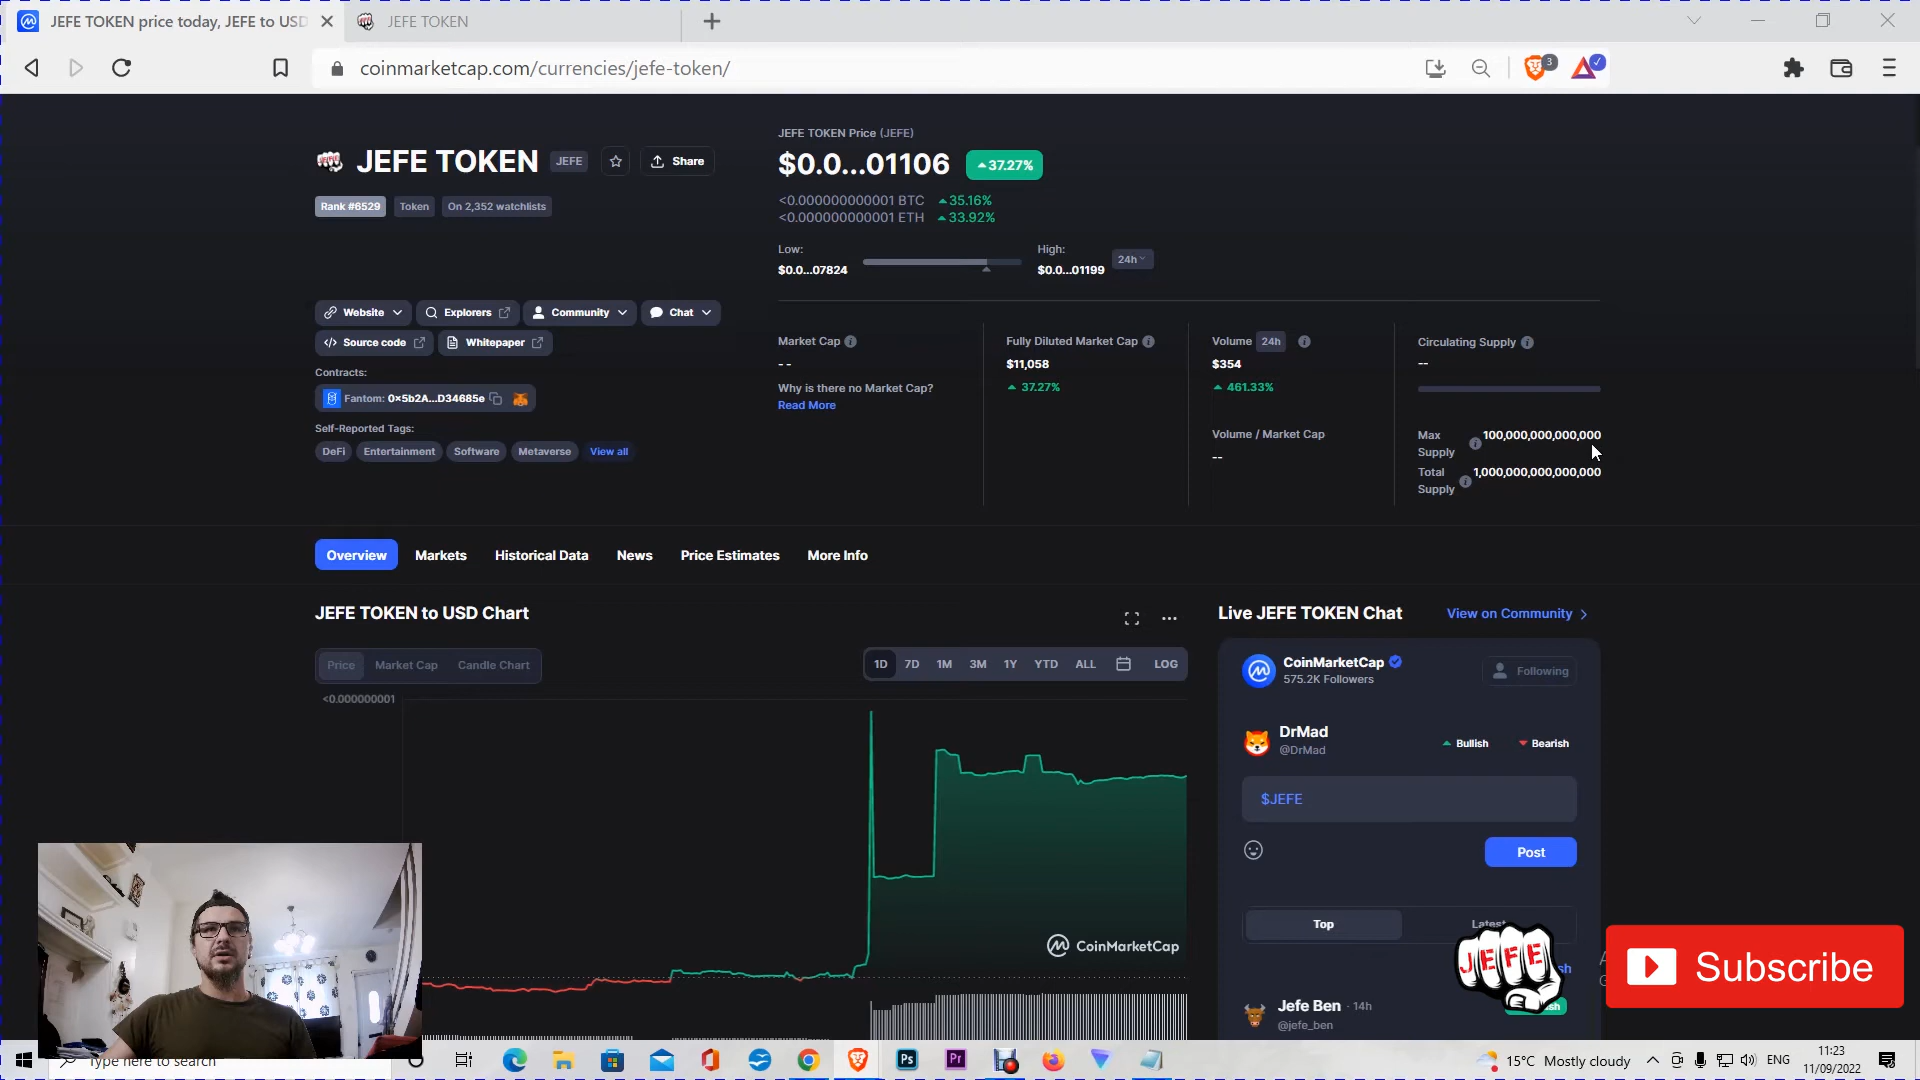 JEFE TOKEN price today, JEFE to USD
JEFE TOKEN
coinmarketcap.com/currencies/jefe-token/
3
JEFE TOKEN
JEFE
Share
Rank #6529
Token
On 2,352 watchlists
JEFE TOKEN Price (JEFE)
$0.0...01106
37.27%
<0.000000000001 BTC
35.16%
<0.000000000001 ETH
33.92%
Low:
$0.0...07824
High:
$0.0...01199
24h
Website
Explorers
Community
Chat
Source code
Whitepaper
Contracts:
Fantom: 0x5b2A...D34685e
Self-Reported Tags:
DeFi
Entertainment
Software
Metaverse
View all
Market Cap
- -
Why is there no Market Cap?
Read More
Fully Diluted Market Cap
$11,058
37.27%
Volume
24h
$354
461.33%
Volume / Market Cap
--
Circulating Supply
--
Max Supply
100,000,000,000,000
Total Supply
1,000,000,000,000,000
Overview
Markets
Historical Data
News
Price Estimates
More Info
JEFE TOKEN to USD Chart
Price
Market Cap
Candle Chart
1D
7D
1M
3M
1Y
YTD
ALL
LOG
<0.000000001
CoinMarketCap
Live JEFE TOKEN Chat
View on Community
CoinMarketCap
575.2K Followers
Following
DrMad
@DrMad
Bullish
Bearish
$JEFE
Post
Top
Latest
JEFE
Jefe Ben · 14h
@jefe_ben
Subscribe
Type here to search
Ps
Pr
15°C Mostly cloudy
ENG
11:23
11/09/2022